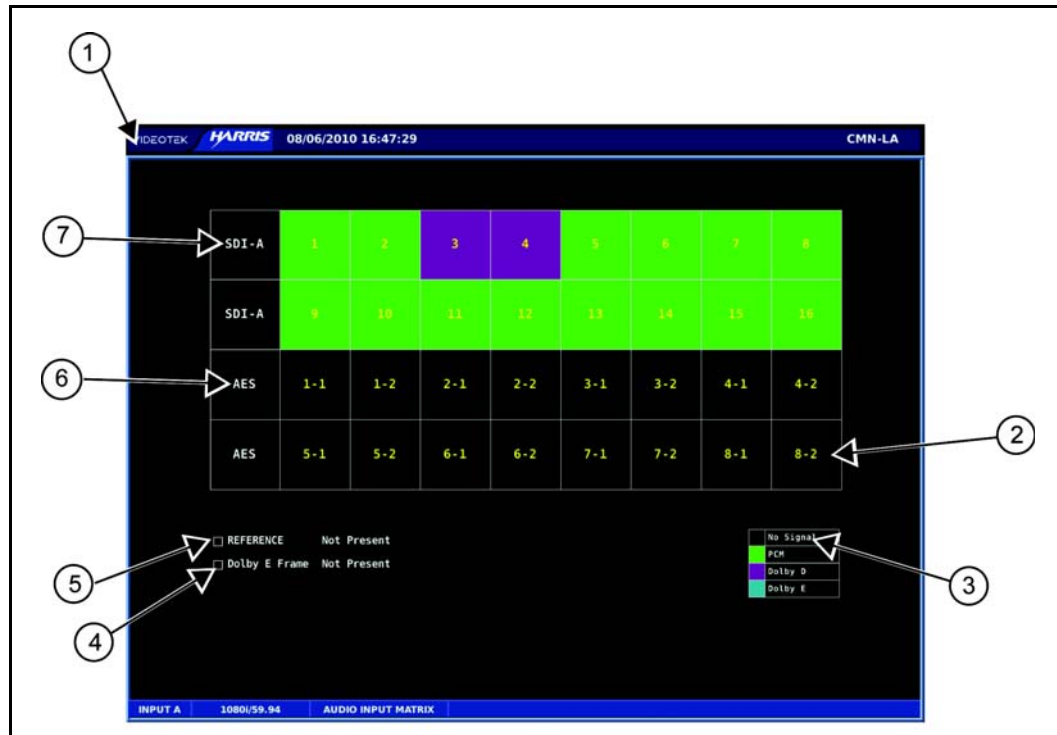 1
VIDEOTEK HARRIS 08/06/2010 16:47:29 CMN-LA
7
SDI-A 1 2 3 4 5 6 7 8
SDI-A 9 10 11 12 13 14 15 16
6
AES 1-1 1-2 2-1 2-2 3-1 3-2 4-1 4-2
2
AES 5-1 5-2 6-1 6-2 7-1 7-2 8-1 8-2
REFERENCE Not Present
Dolby E Frame Not Present
No Signal
PCM
Dolby D
Dolby E
5
3
4
INPUT A 1080i/59.94 AUDIO INPUT MATRIX